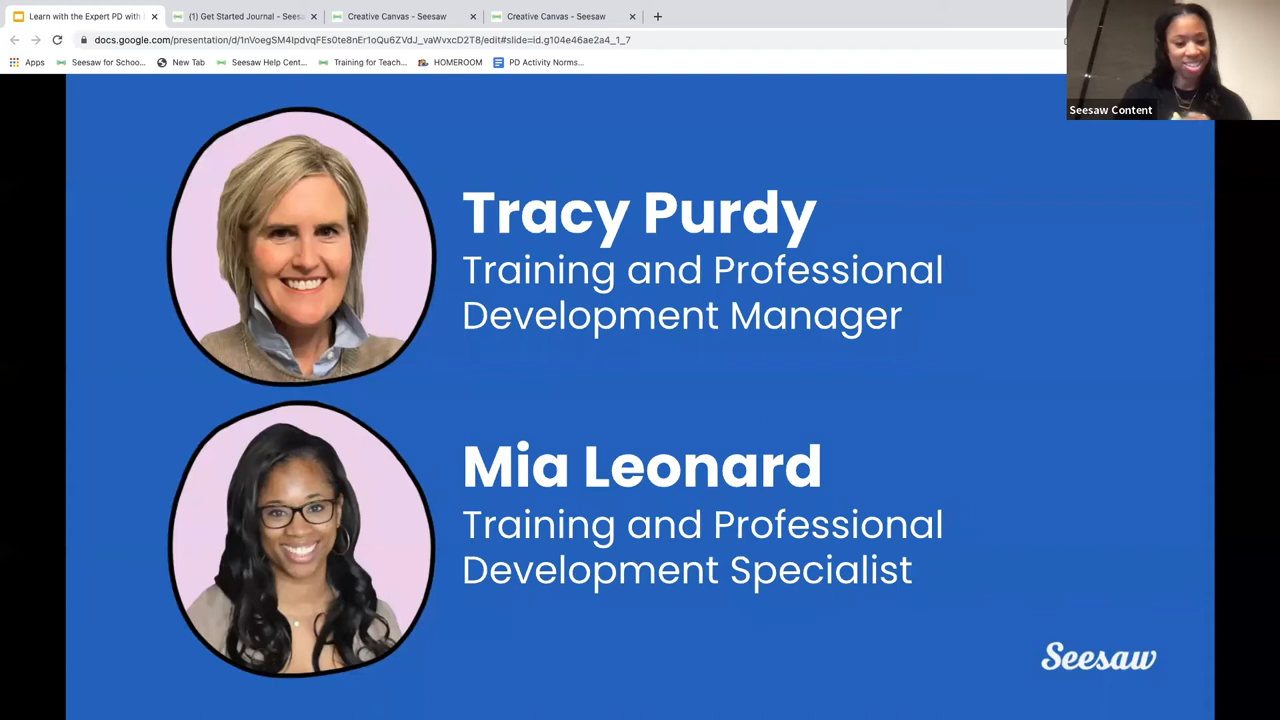 Learn with the Expert PD with
(1) Get Started Journal - Seesa
Creative Canvas - Seesaw
Creative Canvas - Seesaw
docs.google.com/presentation/d/1nVoegSM4IpdvqFEs0te8nEr1oQu6ZVdJ_vaWvxcD2T8/edit#slide=id.g104e46ae2a4_1_7
Apps
Seesaw for Schoo...
New Tab
Seesaw Help Cent...
Training for Teach...
HOMEROOM
PD Activity Norms...
Seesaw Content
Tracy Purdy
Training and Professional
Development Manager
Mia Leonard
Training and Professional
Development Specialist
Seesaw